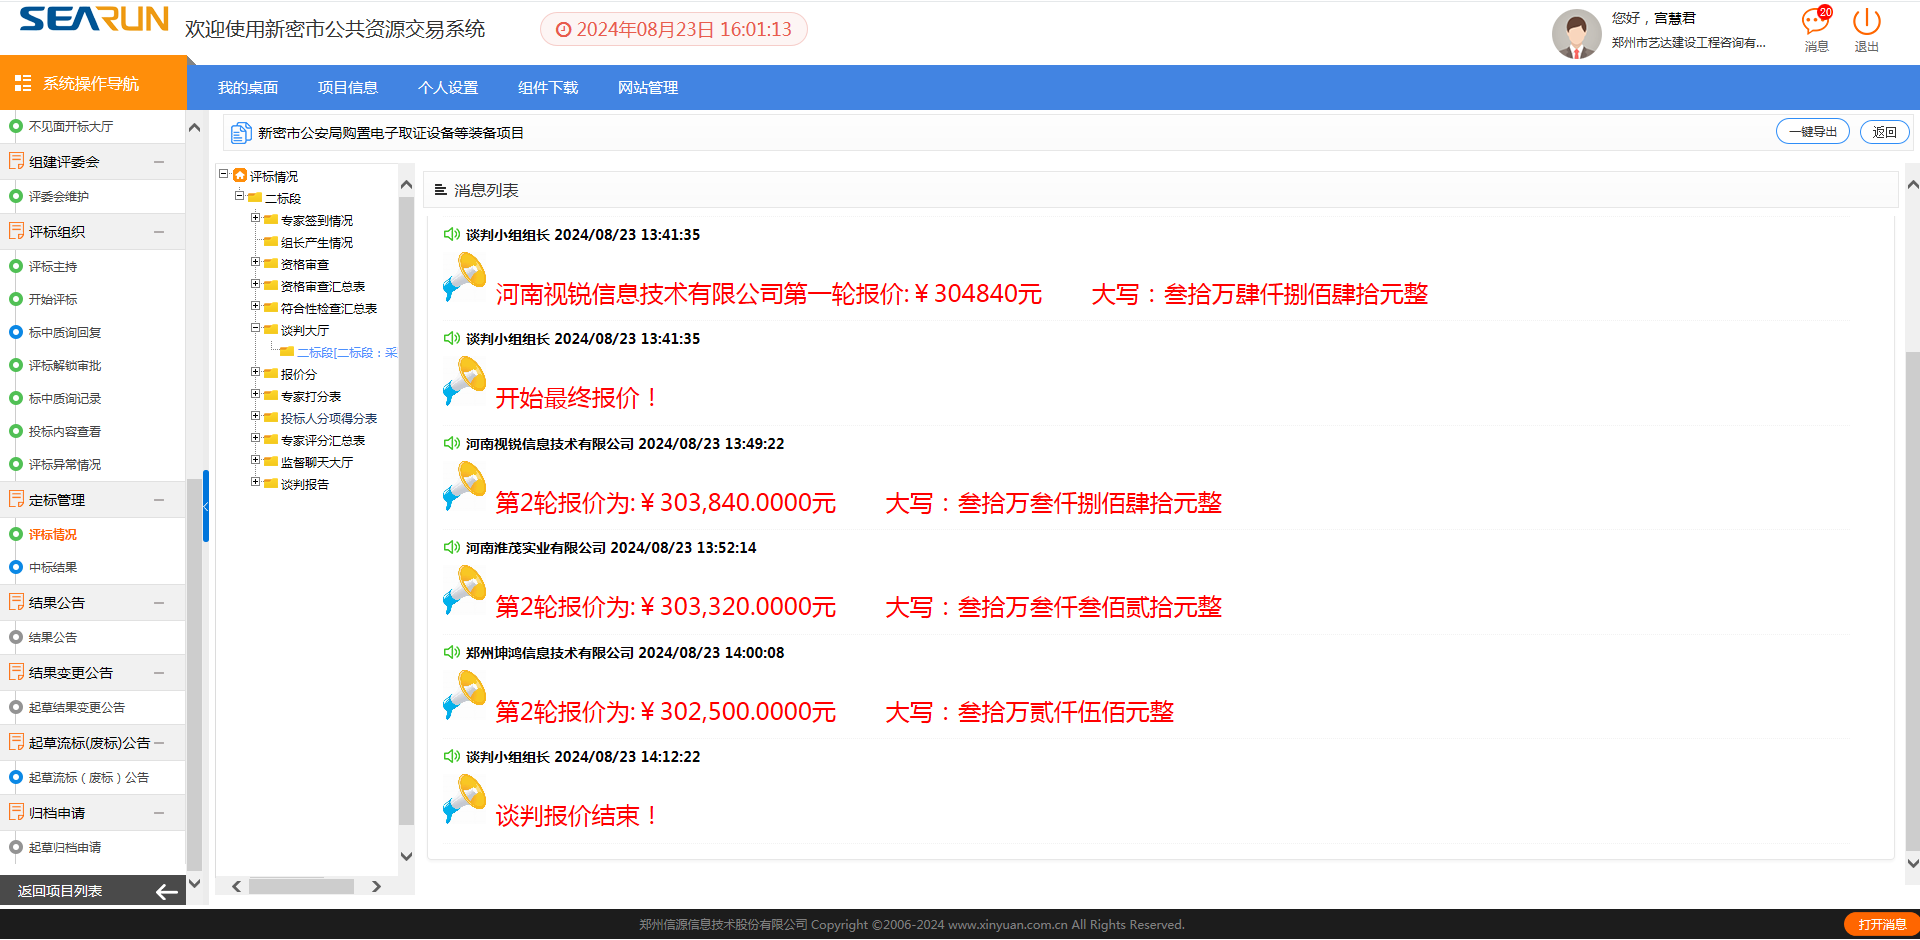 SEARUN
欢迎使用新密市公共资源交易系统
2024年08月23日 16:01:13
您好，宫慧君
郑州市艺达建设工程咨询有...
20
消息
退出
系统操作导航
我的桌面 项目信息 个人设置 组件下载 网站管理
新密市公安局购置电子取证设备等装备项目
一键导出
返回
不见面开标大厅
组建评委会
评委会维护
评标组织
评标主持
开始评标
标中质询回复
评标解锁审批
标中质询记录
投标内容查看
评标异常情况
定标管理
评标情况
中标结果
结果公告
结果公告
结果变更公告
起草结果变更公告
起草流标(废标)公告
起草流标（废标）公告
归档申请
起草归档申请
返回项目列表
评标情况
二标段
专家签到情况
组长产生情况
资格审查
资格审查汇总表
符合性检查汇总表
谈判大厅
二标段[二标段：采
报价分
专家打分表
投标人分项得分表
专家评分汇总表
监督聊天大厅
谈判报告
消息列表
谈判小组组长 2024/08/23 13:41:35
河南视锐信息技术有限公司第一轮报价:￥304840元 大写：叁拾万肆仟捌佰肆拾元整
谈判小组组长 2024/08/23 13:41:35
开始最终报价！
河南视锐信息技术有限公司 2024/08/23 13:49:22
第2轮报价为:￥303,840.0000元 大写：叁拾万叁仟捌佰肆拾元整
河南淮茂实业有限公司 2024/08/23 13:52:14
第2轮报价为:￥303,320.0000元 大写：叁拾万叁仟叁佰贰拾元整
郑州坤鸿信息技术有限公司 2024/08/23 14:00:08
第2轮报价为:￥302,500.0000元 大写：叁拾万贰仟伍佰元整
谈判小组组长 2024/08/23 14:12:22
谈判报价结束！
郑州信源信息技术股份有限公司 Copyright ©2006-2024 www.xinyuan.com.cn All Rights Reserved.
打开消息